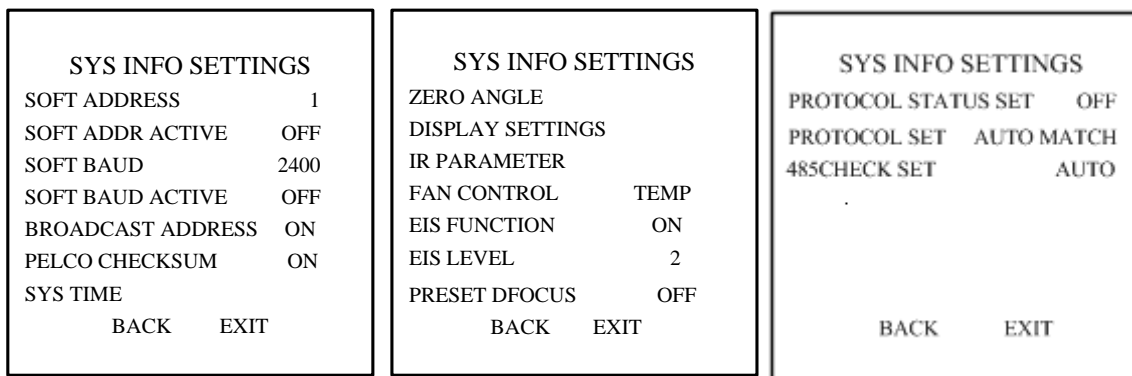 SYS INFO SETTINGS
SOFT ADDRESS 1
SOFT ADDR ACTIVE OFF
SOFT BAUD 2400
SOFT BAUD ACTIVE OFF
BROADCAST ADDRESS ON
PELCO CHECKSUM ON
SYS TIME
BACK EXIT
SYS INFO SETTINGS
ZERO ANGLE
DISPLAY SETTINGS
IR PARAMETER
FAN CONTROL TEMP
EIS FUNCTION ON
EIS LEVEL 2
PRESET DFOCUS OFF
BACK EXIT
SYS INFO SETTINGS
PROTOCOL STATUS SET OFF
PROTOCOL SET AUTO MATCH
485CHECK SET AUTO
.
BACK EXIT